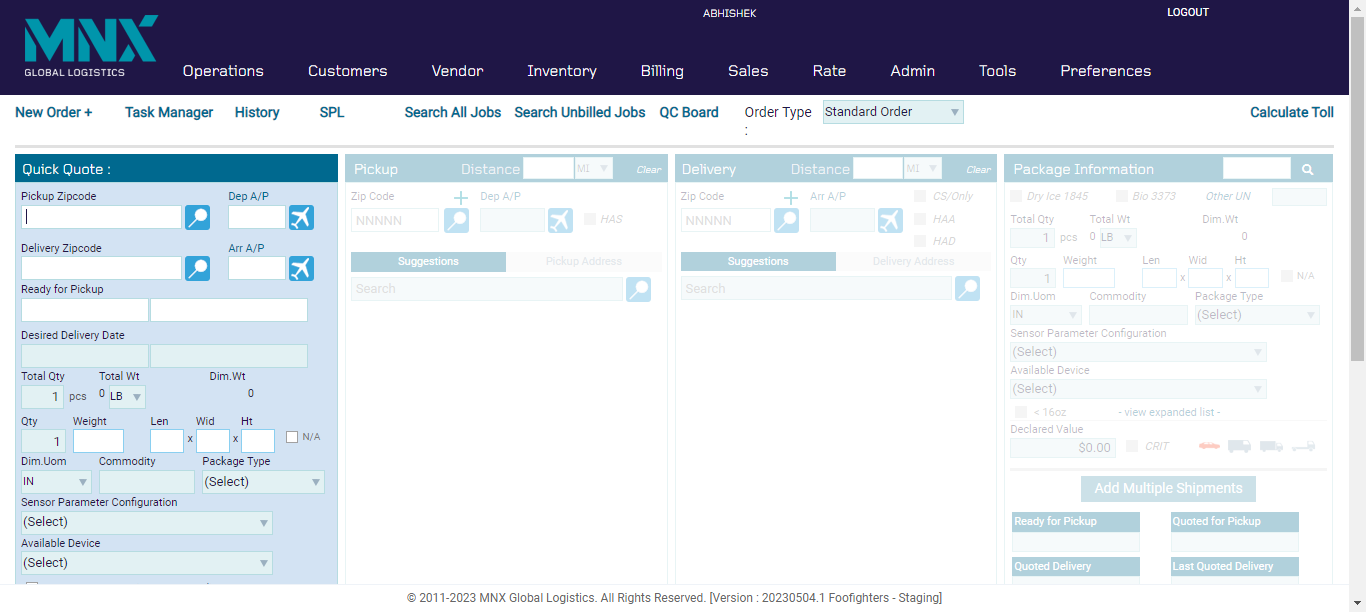 ABHISHEK
LOGOUT
MNX
GLOBAL LOGISTICS
Operations Customers Vendor Inventory Billing Sales Rate Admin Tools Preferences
New Order + Task Manager History SPL Search All Jobs Search Unbilled Jobs QC Board Order Type : Standard Order Calculate Toll
Quick Quote :
Pickup Zipcode Dep A/P
Delivery Zipcode Arr A/P
Ready for Pickup
Desired Delivery Date
Total Qty Total Wt Dim.Wt
1 pcs 0 LB 0
Qty Weight Len Wid Ht
1 x x N/A
Dim.Uom Commodity Package Type
IN (Select)
Sensor Parameter Configuration
(Select)
Available Device
(Select)
Pickup Distance MI Clear
Zip Code Dep A/P
NNNNN HAS
Suggestions Pickup Address
Search
Delivery Distance MI Clear
Zip Code Arr A/P CS/Only
NNNNN HAA
HAD
Suggestions Delivery Address
Search
Package Information
Dry Ice 1845 Bio 3373 Other UN
Total Qty Total Wt Dim.Wt
1 pcs 0 LB 0
Qty Weight Len Wid Ht
1 x x N/A
Dim.Uom Commodity Package Type
IN (Select)
Sensor Parameter Configuration
(Select)
Available Device
(Select)
< 16oz - view expanded list -
Declared Value
$0.00 CRIT
Add Multiple Shipments
Ready for Pickup Quoted for Pickup
Quoted Delivery Last Quoted Delivery
© 2011-2023 MNX Global Logistics. All Rights Reserved. [Version : 20230504.1 Foofighters - Staging]